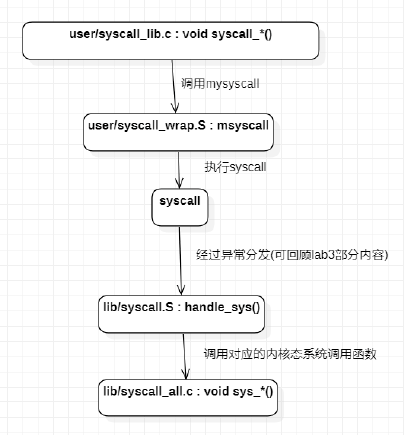 user/syscall_lib.c : void syscall_*()
调用mysyscall
user/syscall_wrap.S : msyscall
执行syscall
syscall
经过异常分发(可回顾lab3部分内容)
lib/syscall.S : handle_sys()
调用对应的内核态系统调用函数
lib/syscall_all.c : void sys_*()